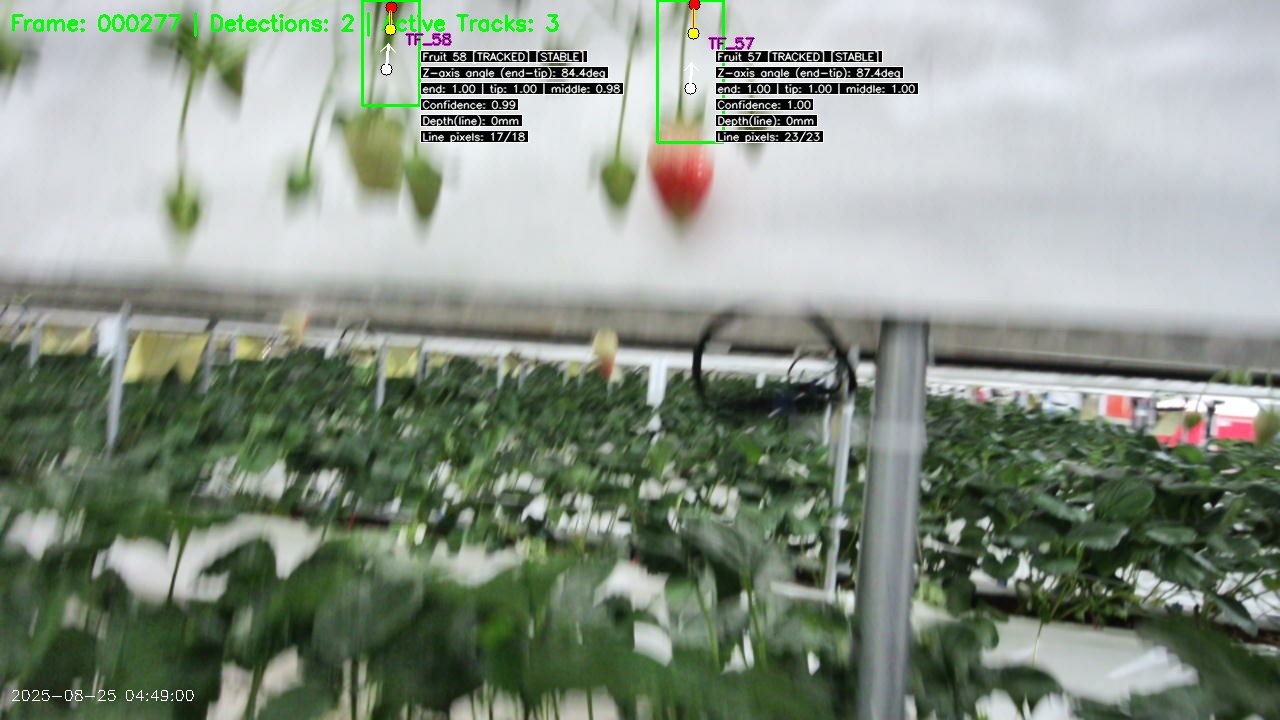 Frame: 000277 | Detections: 2 | Active Tracks: 3
TF_58
Fruit 58 [TRACKED] [STABLE]
Z-axis angle (end-tip): 84.4deg
end: 1.00 | tip: 1.00 | middle: 0.98
Confidence: 0.99
Depth(line): 0mm
Line pixels: 17/18
TF_57
Fruit 57 [TRACKED] [STABLE]
Z-axis angle (end-tip): 87.4deg
end: 1.00 | tip: 1.00 | middle: 1.00
Confidence: 1.00
Depth(line): 0mm
Line pixels: 23/23
2025-08-25 04:49:00